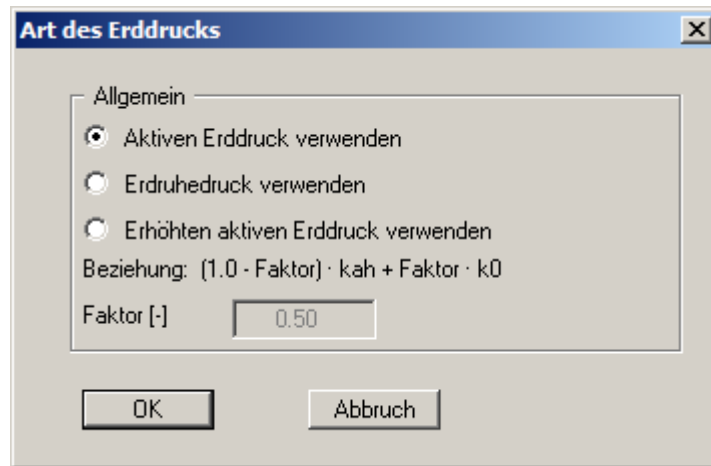 Art des Erddrucks
Allgemein
Aktiven Erddruck verwenden
Erdruhedruck verwenden
Erhöhten aktiven Erddruck verwenden
Beziehung: (1.0 - Faktor) · kah + Faktor · k0
Faktor [-] 0.50
OK Abbruch